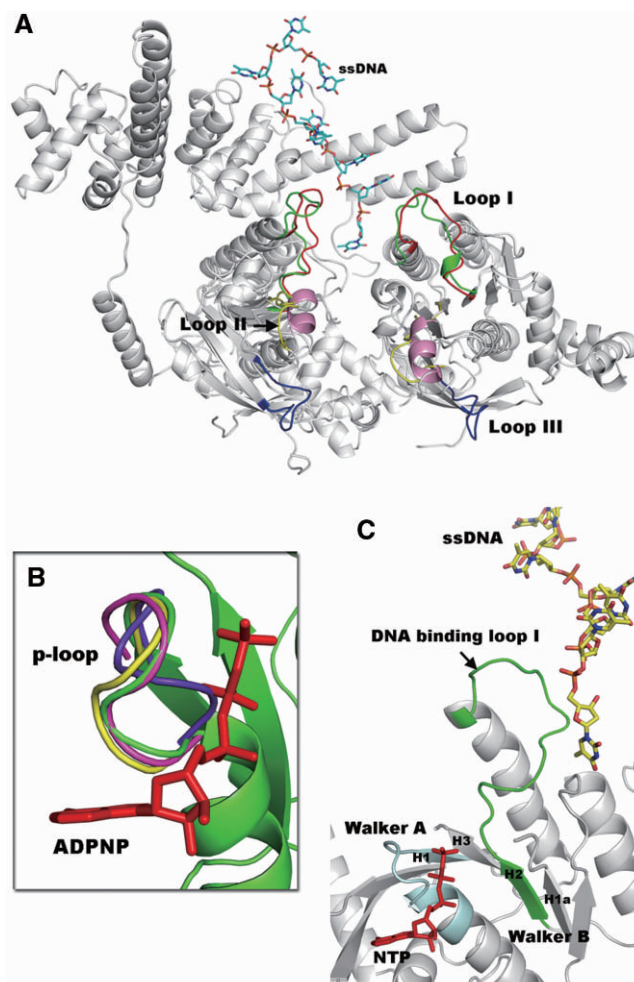 A
ssDNA
Loop I
Loop II
Loop III
B
p-loop
ADPNP
C
ssDNA
DNA binding loop I
Walker A
H3
H1
H2
H1a
Walker B
NTP